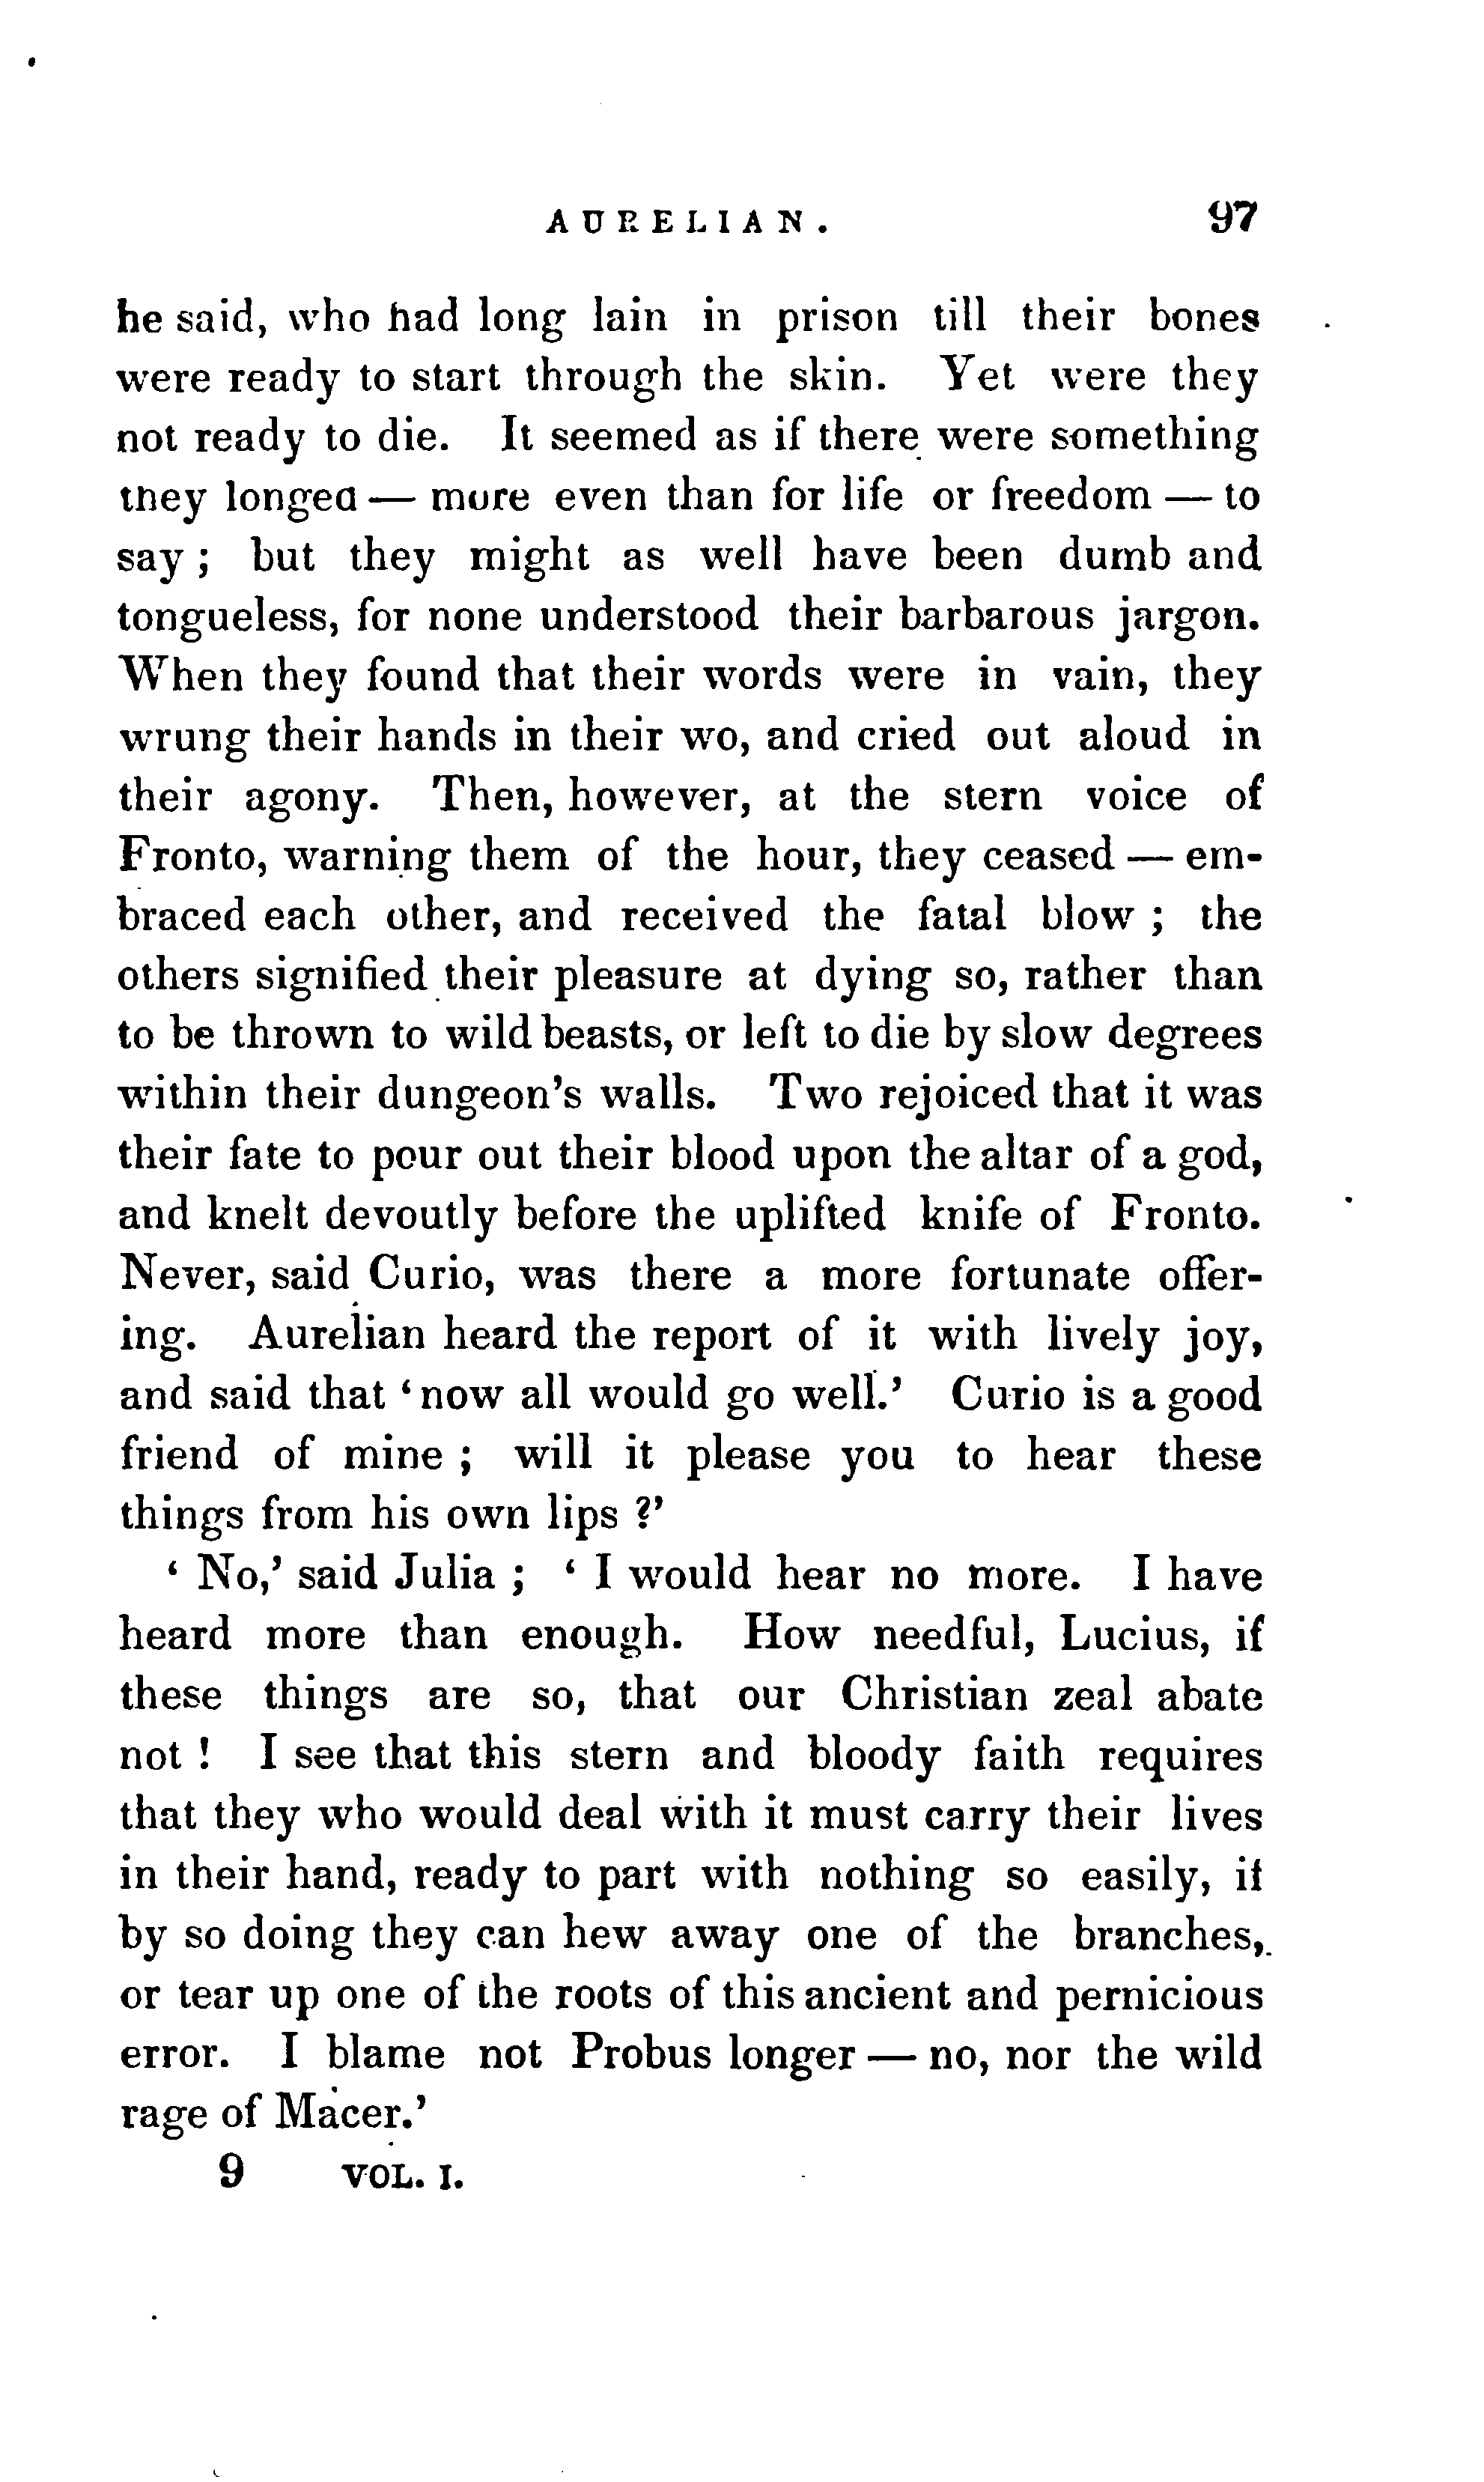 AURELIAN. 97
he said, who had long lain in prison till their bones
were ready to start through the skin. Yet were they
not ready to die. It seemed as if there were something
they longed — more even than for life or freedom — to
say ; but they might as well have been dumb and
tongueless, for none understood their barbarous jargon.
When they found that their words were in vain, they
wrung their hands in their wo, and cried out aloud in
their agony. Then, however, at the stern voice of
Fronto, warning them of the hour, they ceased — em-
braced each other, and received the fatal blow ; the
others signified their pleasure at dying so, rather than
to be thrown to wild beasts, or left to die by slow degrees
within their dungeon's walls. Two rejoiced that it was
their fate to pour out their blood upon the altar of a god,
and knelt devoutly before the uplifted knife of Fronto.
Never, said Curio, was there a more fortunate offer-
ing. Aurelian heard the report of it with lively joy,
and said that ‘now all would go well.’ Curio is a good
friend of mine ; will it please you to hear these
things from his own lips ?’
‘ No,’ said Julia ; ‘ I would hear no more. I have
heard more than enough. How needful, Lucius, if
these things are so, that our Christian zeal abate
not ! I see that this stern and bloody faith requires
that they who would deal with it must carry their lives
in their hand, ready to part with nothing so easily, if
by so doing they can hew away one of the branches,
or tear up one of the roots of this ancient and pernicious
error. I blame not Probus longer — no, nor the wild
rage of Macer.’
9 VOL. I.